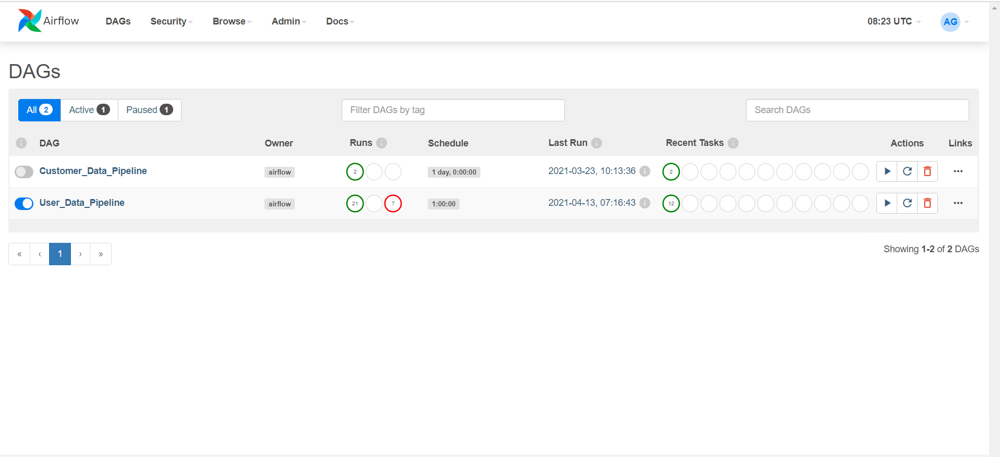 Airflow DAGs Security Browse Admin Docs 08:23 UTC AG
DAGs
All 2 Active 1 Paused 1 Filter DAGs by tag Search DAGs
i DAG Owner Runs i Schedule Last Run i Recent Tasks i Actions Links
Customer_Data_Pipeline airflow 2 1 day, 0:00:00 2021-03-23, 10:13:36 i 2 ...
User_Data_Pipeline airflow 21 7 1:00:00 2021-04-13, 07:16:43 i 12 ...
« ‹ 1 › » Showing 1-2 of 2 DAGs